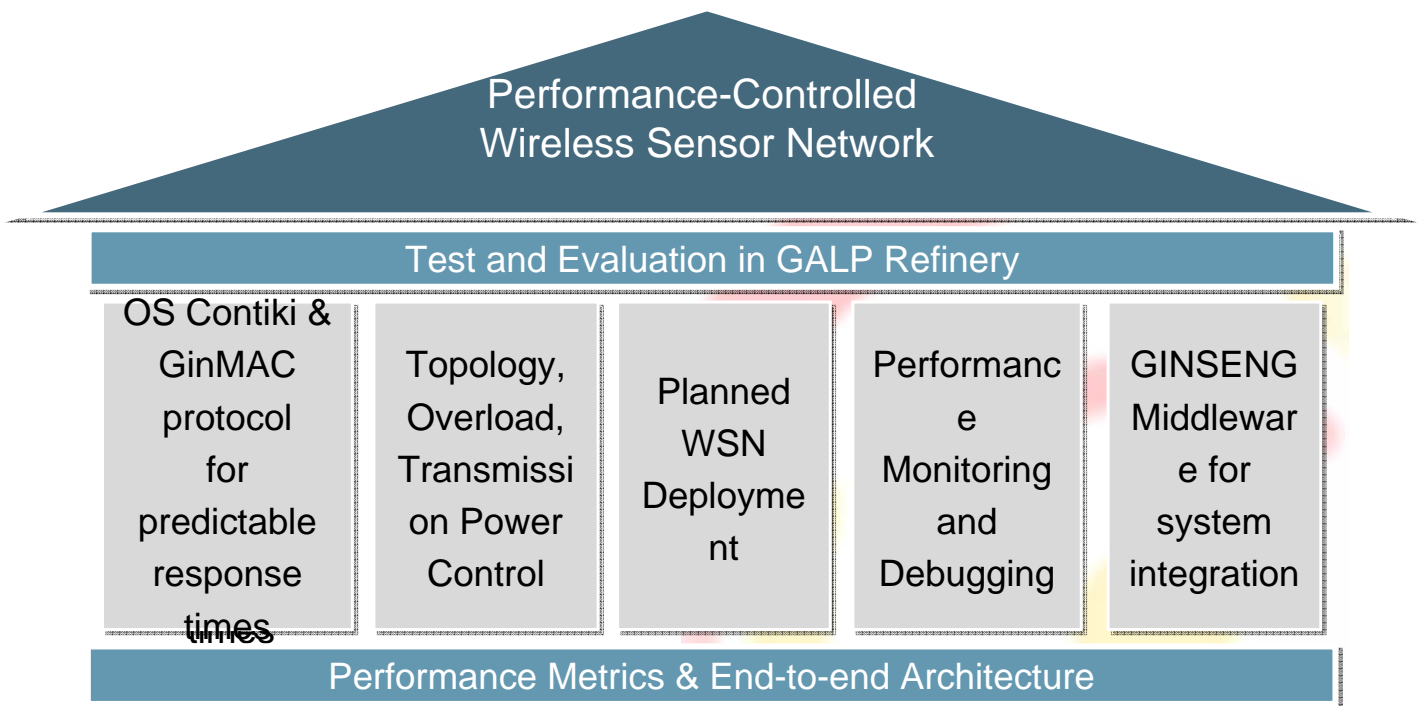 Performance-Controlled
Wireless Sensor Network
Test and Evaluation in GALP Refinery
OS Contiki &
GinMAC
protocol
for
predictable
response
times
Topology,
Overload,
Transmissi
on Power
Control
Planned
WSN
Deployme
nt
Performanc
e
Monitoring
and
Debugging
GINSENG
Middlewar
e for
system
integration
Performance Metrics & End-to-end Architecture